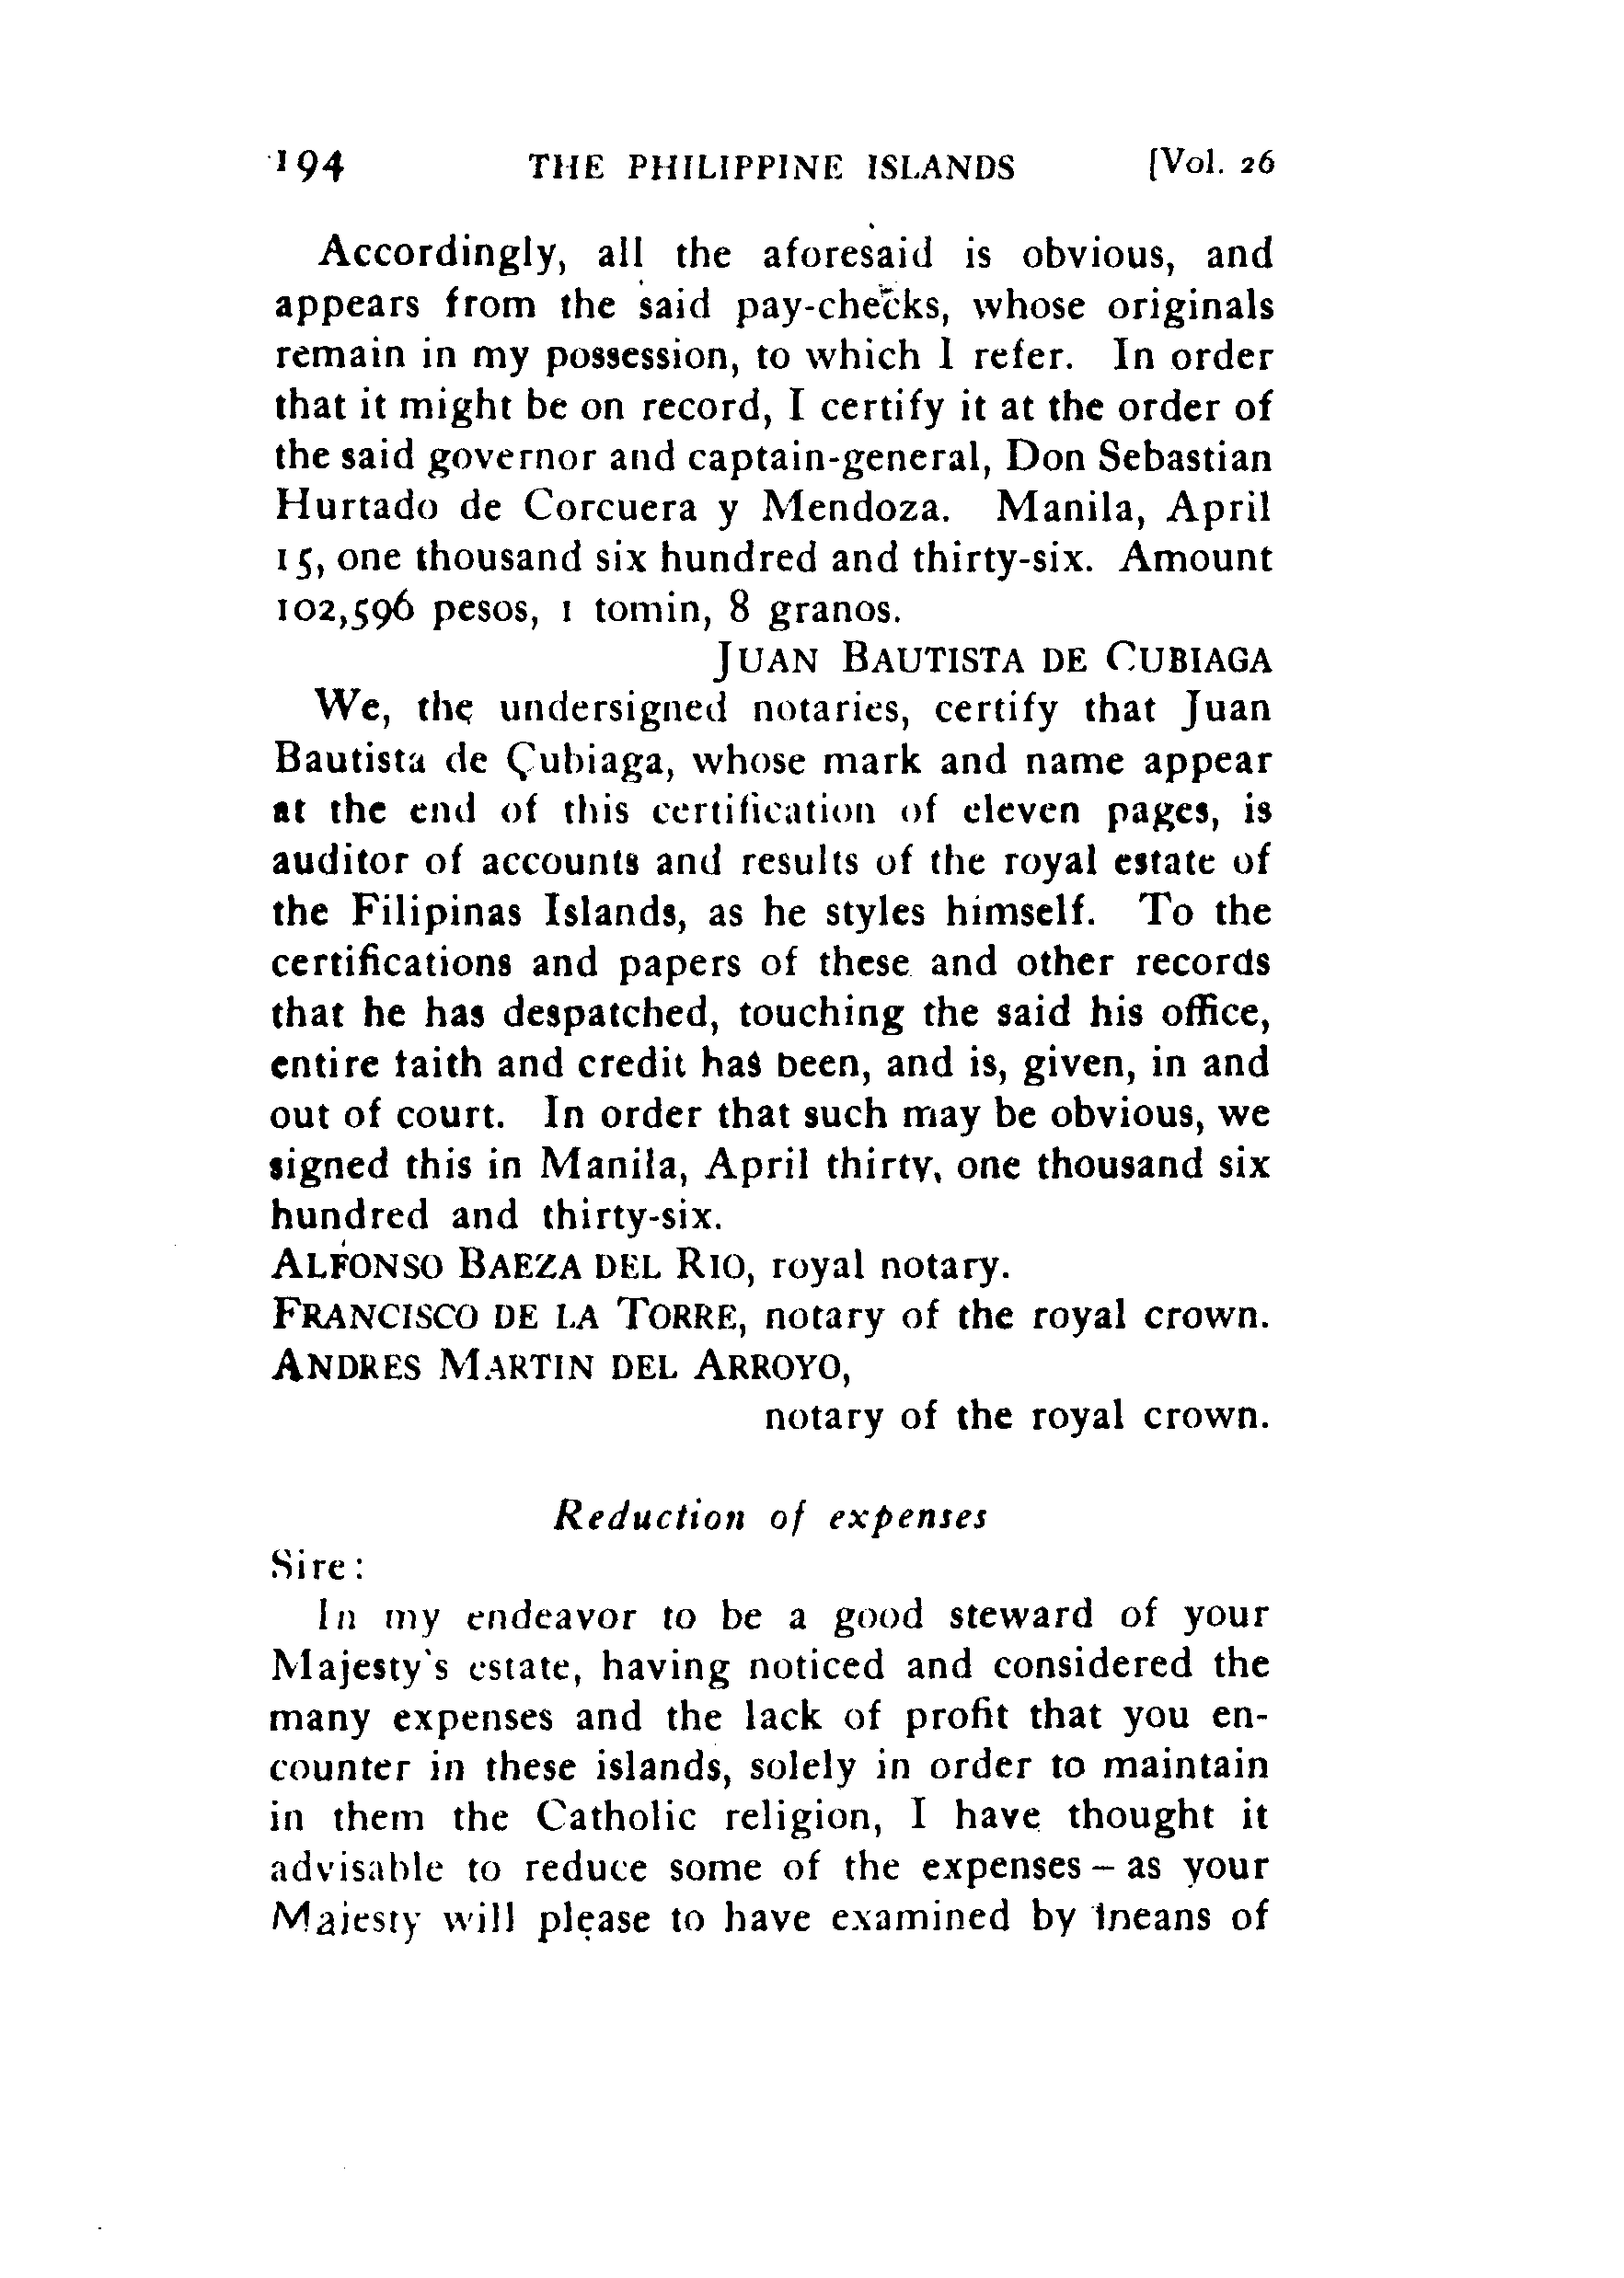 194 THE PHILIPPINE ISLANDS [Vol. 26
Accordingly, all the aforesaid is obvious, and
appears from the said pay-checks, whose originals
remain in my possession, to which I refer. In order
that it might be on record, I certify it at the order of
the said governor and captain-general, Don Sebastian
Hurtado de Corcuera y Mendoza. Manila, April
15, one thousand six hundred and thirty-six. Amount
102,596 pesos, 1 tomin, 8 granos.
JUAN BAUTISTA DE CUBIAGA
We, the undersigned notaries, certify that Juan
Bautista de Çubiaga, whose mark and name appear
at the end of this certification of eleven pages, is
auditor of accounts and results of the royal estate of
the Filipinas Islands, as he styles himself. To the
certifications and papers of these and other records
that he has despatched, touching the said his office,
entire faith and credit has been, and is, given, in and
out of court. In order that such may be obvious, we
signed this in Manila, April thirty, one thousand six
hundred and thirty-six.
ALFONSO BAEZA DEL RIO, royal notary.
FRANCISCO DE LA TORRE, notary of the royal crown.
ANDRES MARTIN DEL ARROYO,
notary of the royal crown.
Reduction of expenses
Sire:
In my endeavor to be a good steward of your
Majesty's estate, having noticed and considered the
many expenses and the lack of profit that you en-
counter in these islands, solely in order to maintain
in them the Catholic religion, I have thought it
advisable to reduce some of the expenses – as your
Majesty will please to have examined by means of